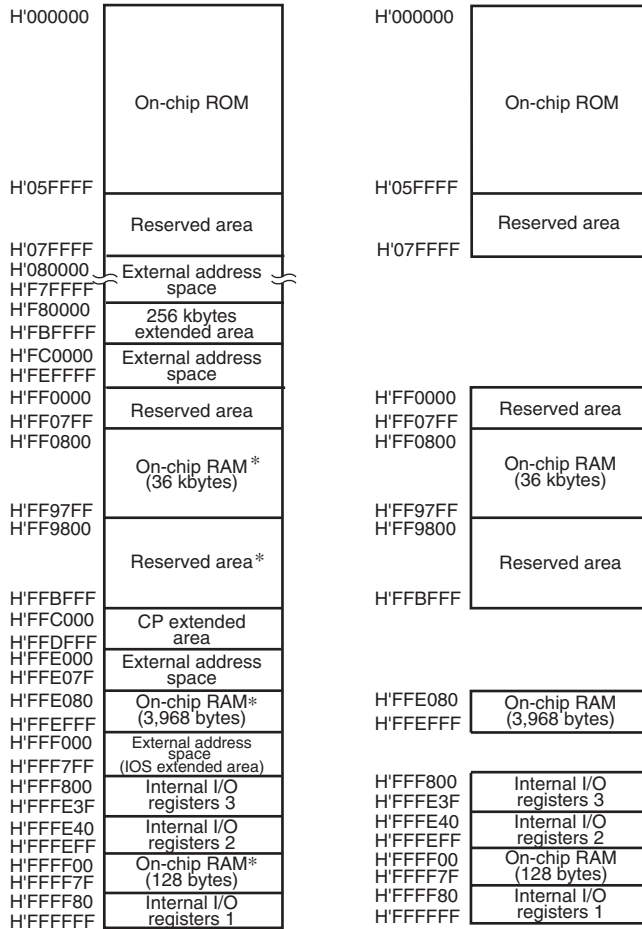 H'000000
On-chip ROM
H'05FFFF
Reserved area
H'07FFFF
H'080000
External address
space
H'F7FFFF
H'F80000
256 kbytes
extended area
H'FBFFFF
H'FC0000
External address
space
H'FEFFFF
H'FF0000
Reserved area
H'FF07FF
H'FF0800
On-chip RAM*
(36 kbytes)
H'FF97FF
H'FF9800
Reserved area*
H'FFBFFF
H'FFC000
CP extended
area
H'FFDFFF
H'FFE000
External address
space
H'FFE07F
H'FFE080
On-chip RAM*
(3,968 bytes)
H'FFEFFF
H'FFF000
External address
space
(IOS extended area)
H'FFF7FF
H'FFF800
Internal I/O
registers 3
H'FFFE3F
H'FFFE40
Internal I/O
registers 2
H'FFFEFF
H'FFFF00
On-chip RAM*
(128 bytes)
H'FFFF7F
H'FFFF80
Internal I/O
registers 1
H'FFFFFF
H'000000
On-chip ROM
H'05FFFF
Reserved area
H'07FFFF
H'FF0000
Reserved area
H'FF07FF
H'FF0800
On-chip RAM
(36 kbytes)
H'FF97FF
H'FF9800
Reserved area
H'FFBFFF
H'FFE080
On-chip RAM
(3,968 bytes)
H'FFEFFF
H'FFF800
Internal I/O
registers 3
H'FFFE3F
H'FFFE40
Internal I/O
registers 2
H'FFFEFF
H'FFFF00
On-chip RAM
(128 bytes)
H'FFFF7F
H'FFFF80
Internal I/O
registers 1
H'FFFFFF